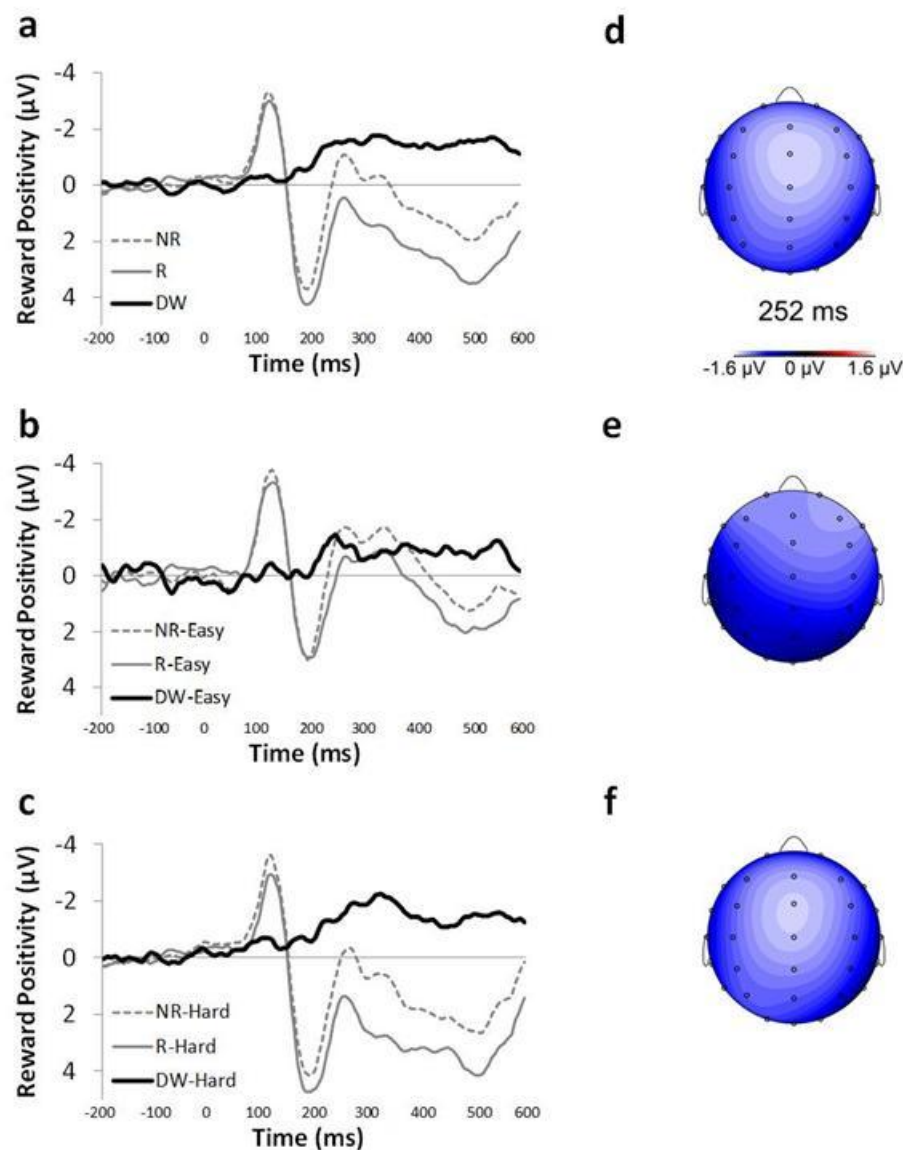 a
Reward Positivity (µV)
-4
-2
0
2
4
NR
R
DW
-200 -100 0 100 200 300 400 500 600
Time (ms)
d
252 ms
-1.6 µV 0 µV 1.6 µV
b
Reward Positivity (µV)
-4
-2
0
2
4
NR-Easy
R-Easy
DW-Easy
-200 -100 0 100 200 300 400 500 600
Time (ms)
e
c
Reward Positivity (µV)
-4
-2
0
2
4
NR-Hard
R-Hard
DW-Hard
-200 -100 0 100 200 300 400 500 600
Time (ms)
f